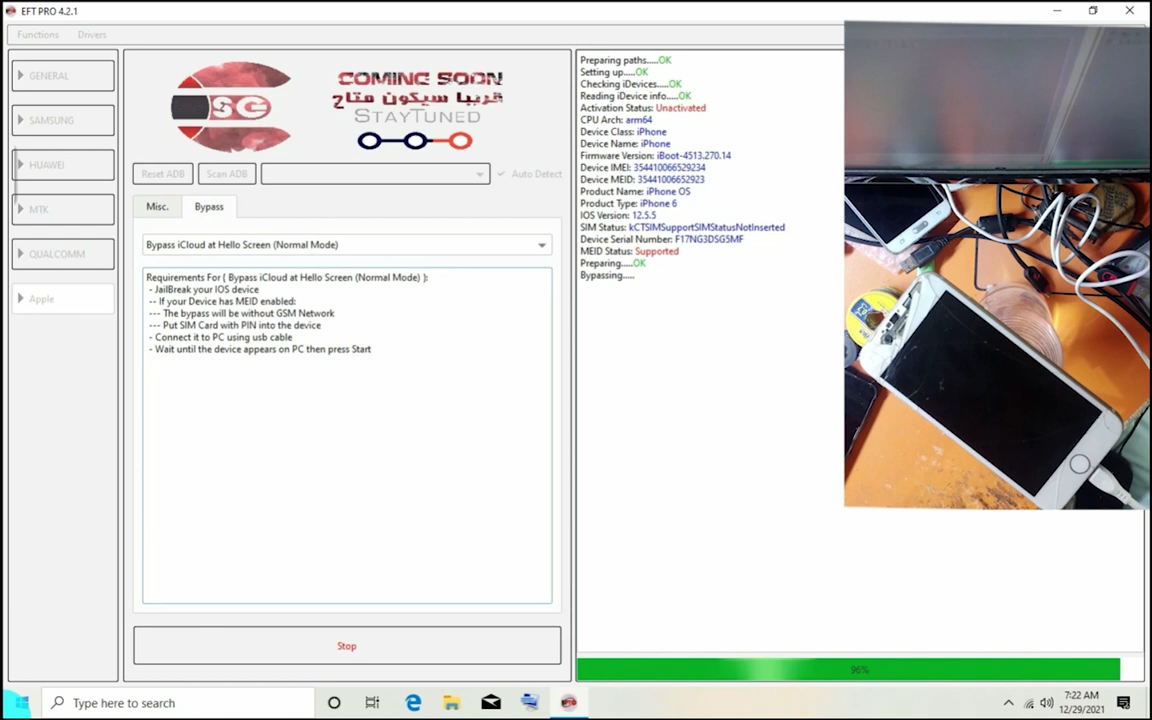 EFT PRO 4.2.1
Functions Drivers
GENERAL
SAMSUNG
HUAWEI
MTK
QUALCOMM
Apple
SC
COMING SOON
قريبا سيكون متاح
STAYTUNED
Reset ADB Scan ADB Auto Detect
Misc. Bypass
Bypass iCloud at Hello Screen (Normal Mode)
Requirements For { Bypass iCloud at Hello Screen (Normal Mode) }:
- JailBreak your IOS device
-- If your Device has MEID enabled:
--- The bypass will be without GSM Network
--- Put SIM Card with PIN into the device
- Connect it to PC using usb cable
- Wait until the device appears on PC then press Start
Stop
Preparing paths.....OK
Setting up.....OK
Checking iDevices.....OK
Reading iDevice info.....OK
Activation Status: Unactivated
CPU Arch: arm64
Device Class: iPhone
Device Name: iPhone
Firmware Version: iBoot-4513.270.14
Device IMEI: 354410066529234
Device MEID: 35441006652923
Product Name: iPhone OS
Product Type: iPhone 6
IOS Version: 12.5.5
SIM Status: kCTSIMSupportSIMStatusNotInserted
Device Serial Number: F17NG3DSG5MF
MEID Status: Supported
Preparing.....OK
Bypassing.....
96%
Type here to search
7:22 AM
12/29/2021